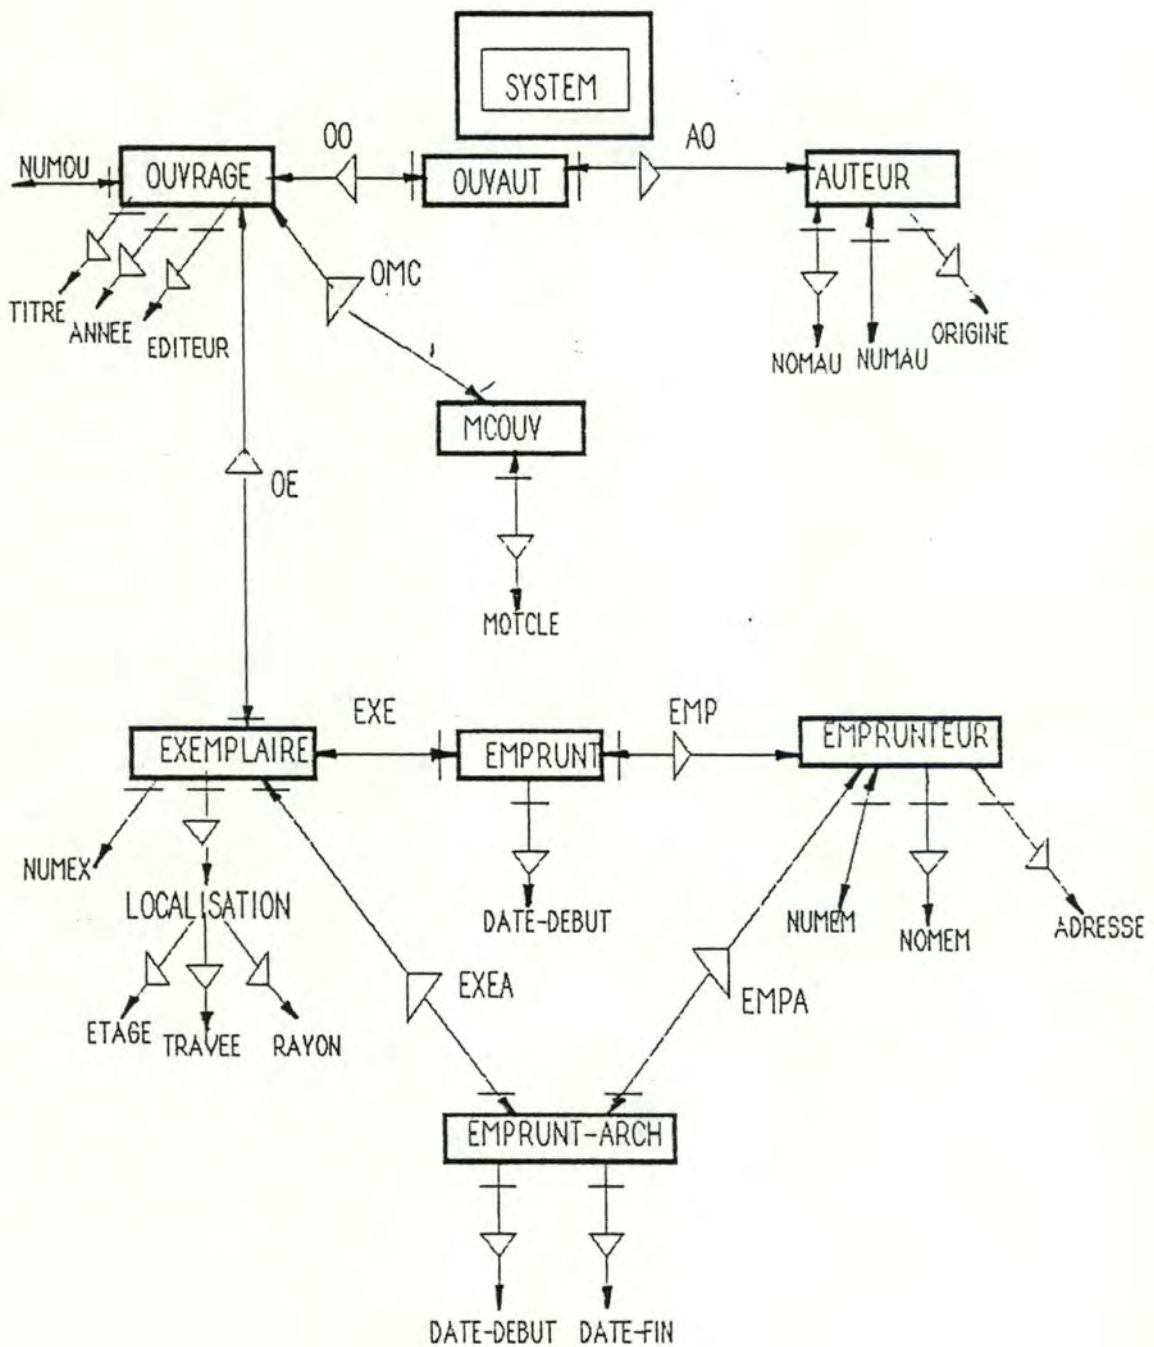 SYSTEM
OO
AO
NUMOU
OUVRAGE
OUVAUT
AUTEUR
OMC
TITRE
ANNEE
EDITEUR
NOMAU
NUMAU
ORIGINE
MCOUV
OE
MOTCLE
EXE
EMP
EXEMPLAIRE
EMPRUNT
EMPRUNTEUR
NUMEX
LOCALISATION
DATE-DEBUT
NUMEM
NOMEM
ADRESSE
EXEA
EMPA
ETAGE
TRAVEE
RAYON
EMPRUNT-ARCH
DATE-DEBUT
DATE-FIN